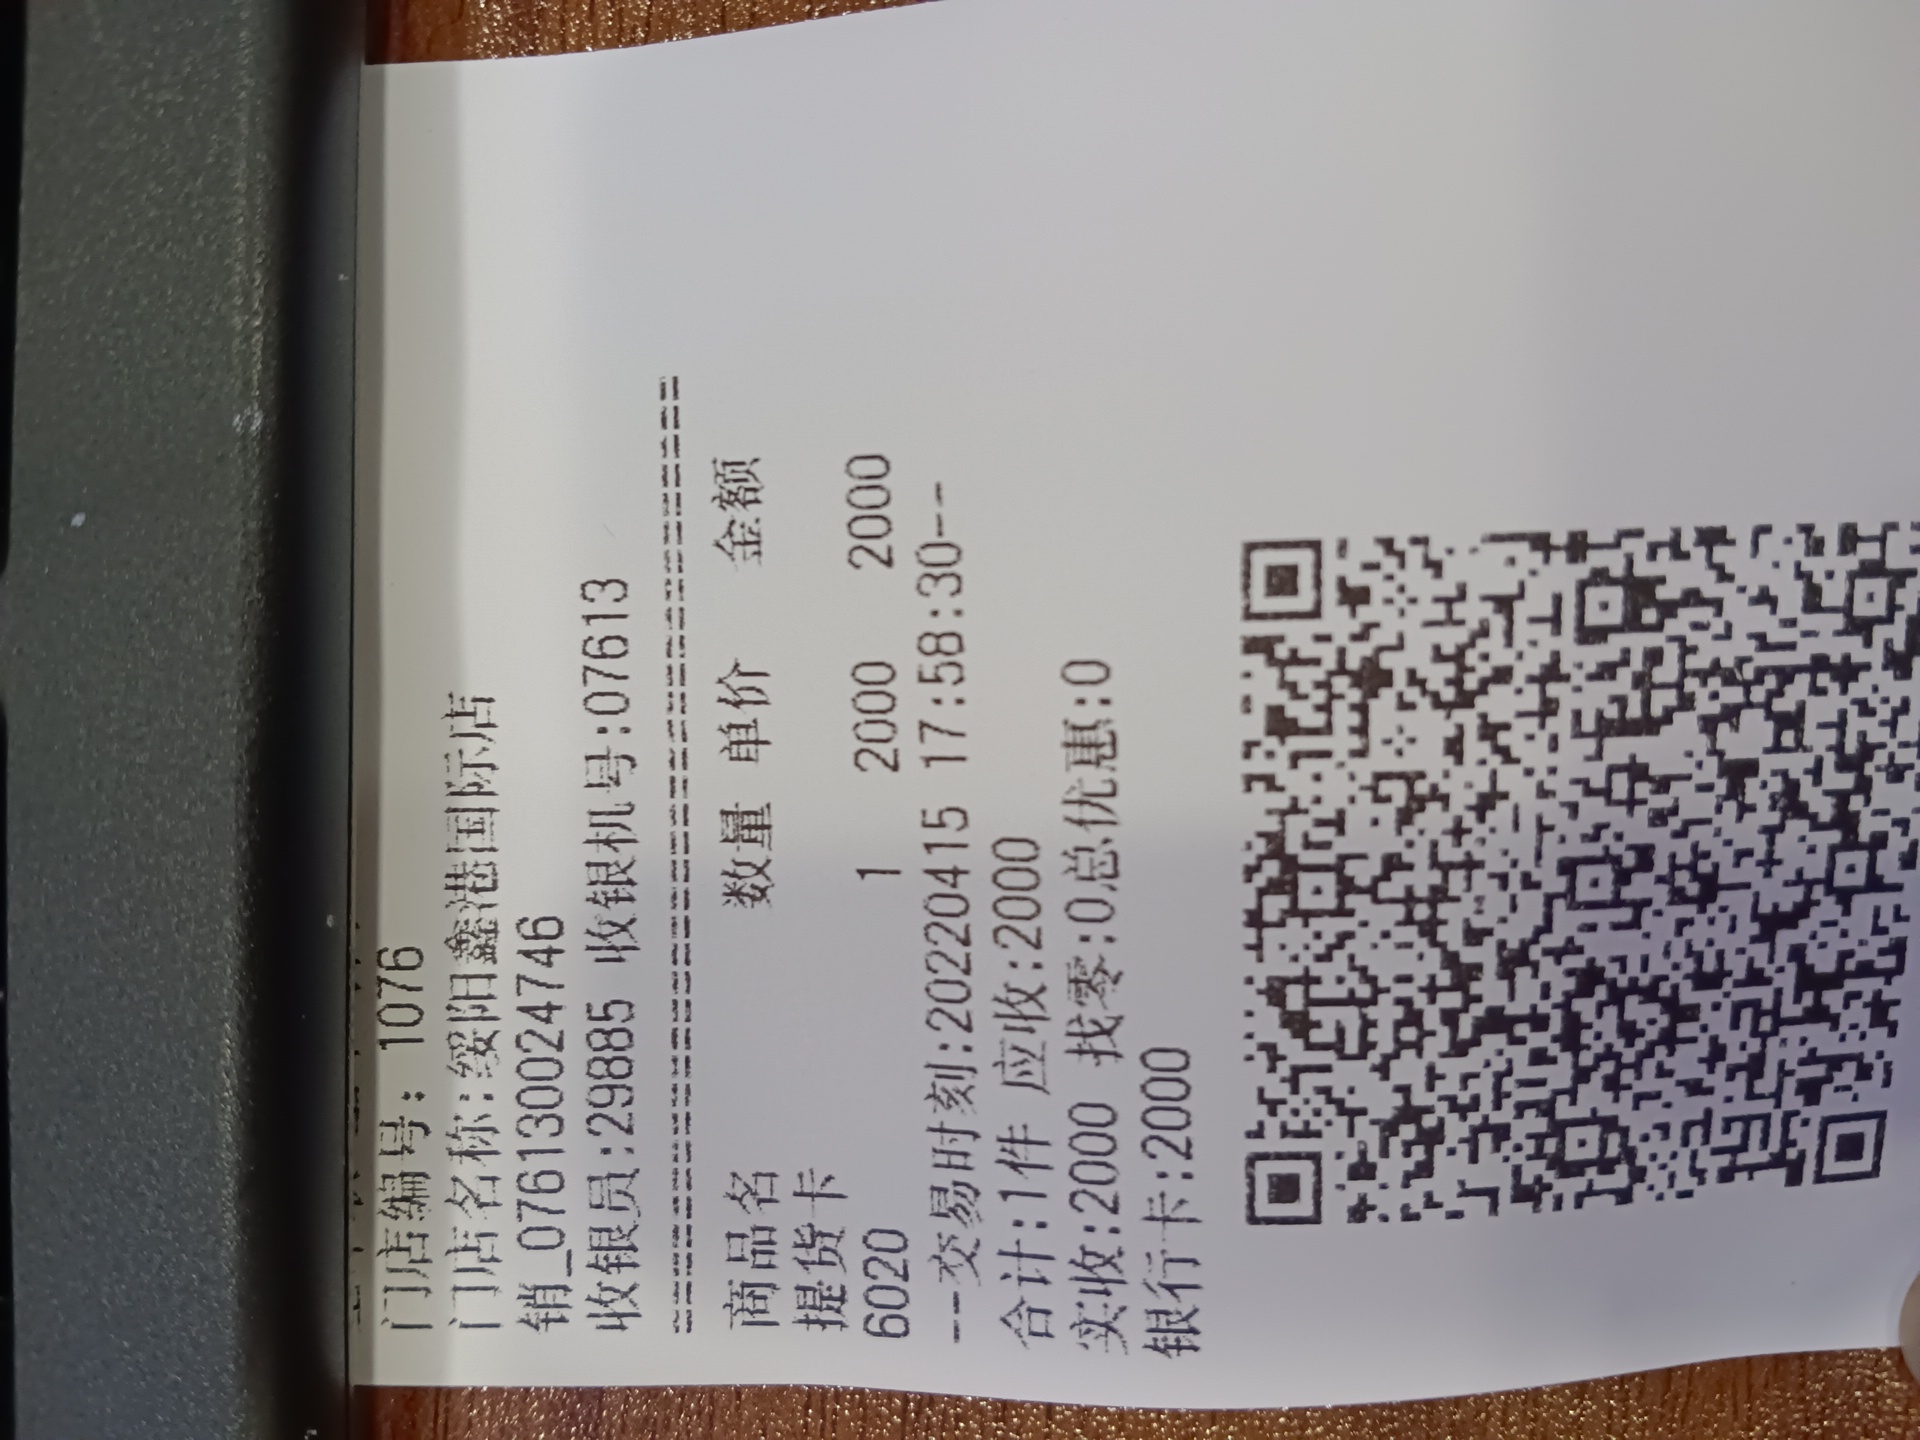 门店编号: 1076
门店名称:绥阳鑫港国际店
销_076130024746
收银员:29885 收银机号:07613
========================================
商品名 数量 单价 金额
提货卡
6020 1 2000 2000
--交易时刻:20220415 17:58:30--
合计:1件 应收:2000
实收:2000 找零:0总优惠:0
银行卡:2000